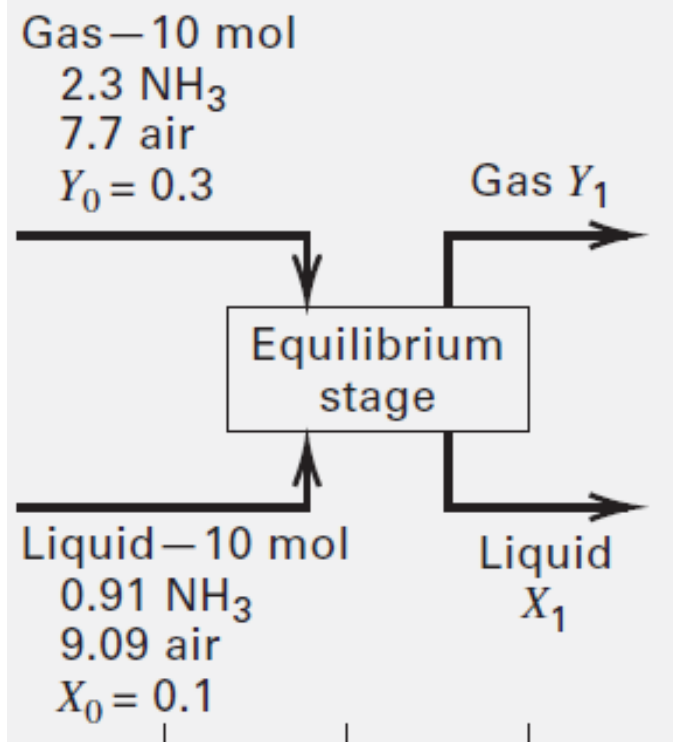 Gas—10 mol
2.3 NH₃
7.7 air
Y₀ = 0.3
Gas Y₁
Equilibrium
stage
Liquid—10 mol
0.91 NH₃
9.09 air
X₀ = 0.1
Liquid
X₁